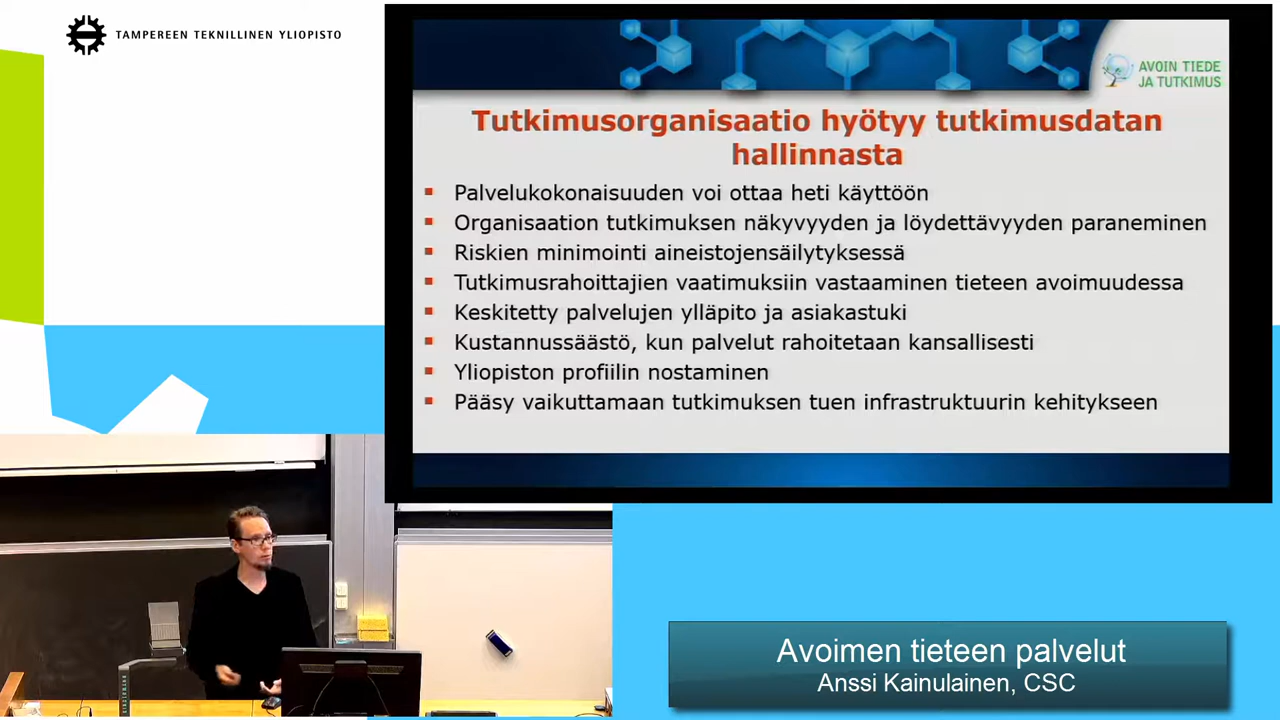 TAMPEREEN TEKNILLINEN YLIOPISTO
AVOIN TIEDE
JA TUTKIMUS
Tutkimusorganisaatio hyötyy tutkimusdatan
hallinnasta
Palvelukokonaisuuden voi ottaa heti käyttöön
Organisaation tutkimuksen näkyvyyden ja löydettävyyden paraneminen
Riskien minimointi aineistojensäilytyksessä
Tutkimusrahoittajien vaatimuksiin vastaaminen tieteen avoimuudessa
Keskitetty palvelujen ylläpito ja asiakastuki
Kustannussäästö, kun palvelut rahoitetaan kansallisesti
Yliopiston profiilin nostaminen
Pääsy vaikuttamaan tutkimuksen tuen infrastruktuurin kehitykseen
Avoimen tieteen palvelut
Anssi Kainulainen, CSC